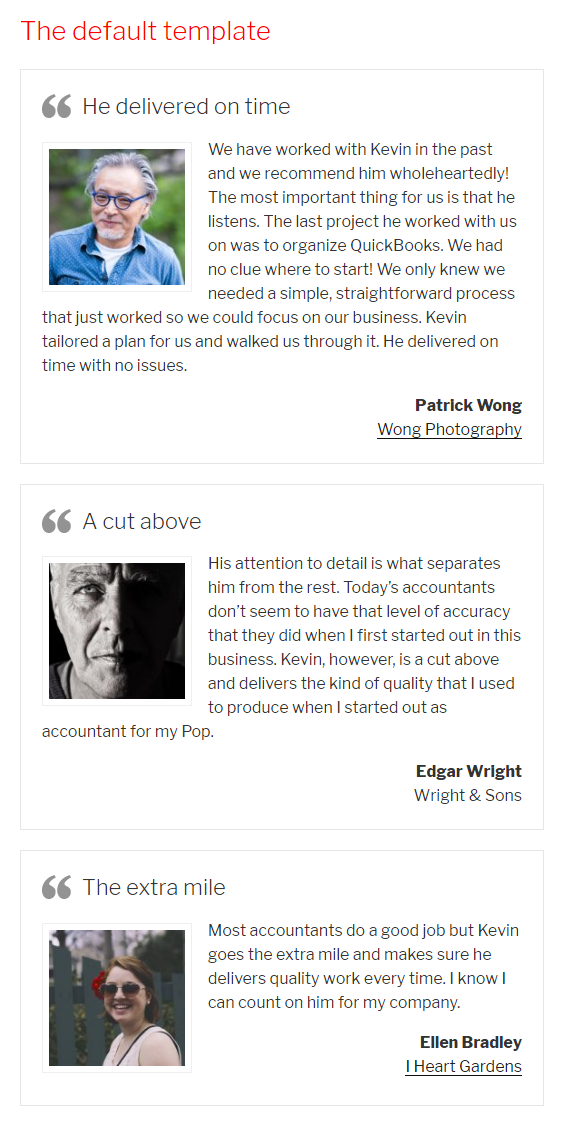 The default template
He delivered on time
We have worked with Kevin in the past
and we recommend him wholeheartedly!
The most important thing for us is that he
listens. The last project he worked with us
on was to organize QuickBooks. We had
no clue where to start! We only knew we
needed a simple, straightforward process
that just worked so we could focus on our business. Kevin
tailored a plan for us and walked us through it. He delivered on
time with no issues.
Patrick Wong
Wong Photography
A cut above
His attention to detail is what separates
him from the rest. Today’s accountants
don’t seem to have that level of accuracy
that they did when I first started out in this
business. Kevin, however, is a cut above
and delivers the kind of quality that I used
to produce when I started out as
accountant for my Pop.
Edgar Wright
Wright & Sons
The extra mile
Most accountants do a good job but Kevin
goes the extra mile and makes sure he
delivers quality work every time. I know I
can count on him for my company.
Ellen Bradley
I Heart Gardens